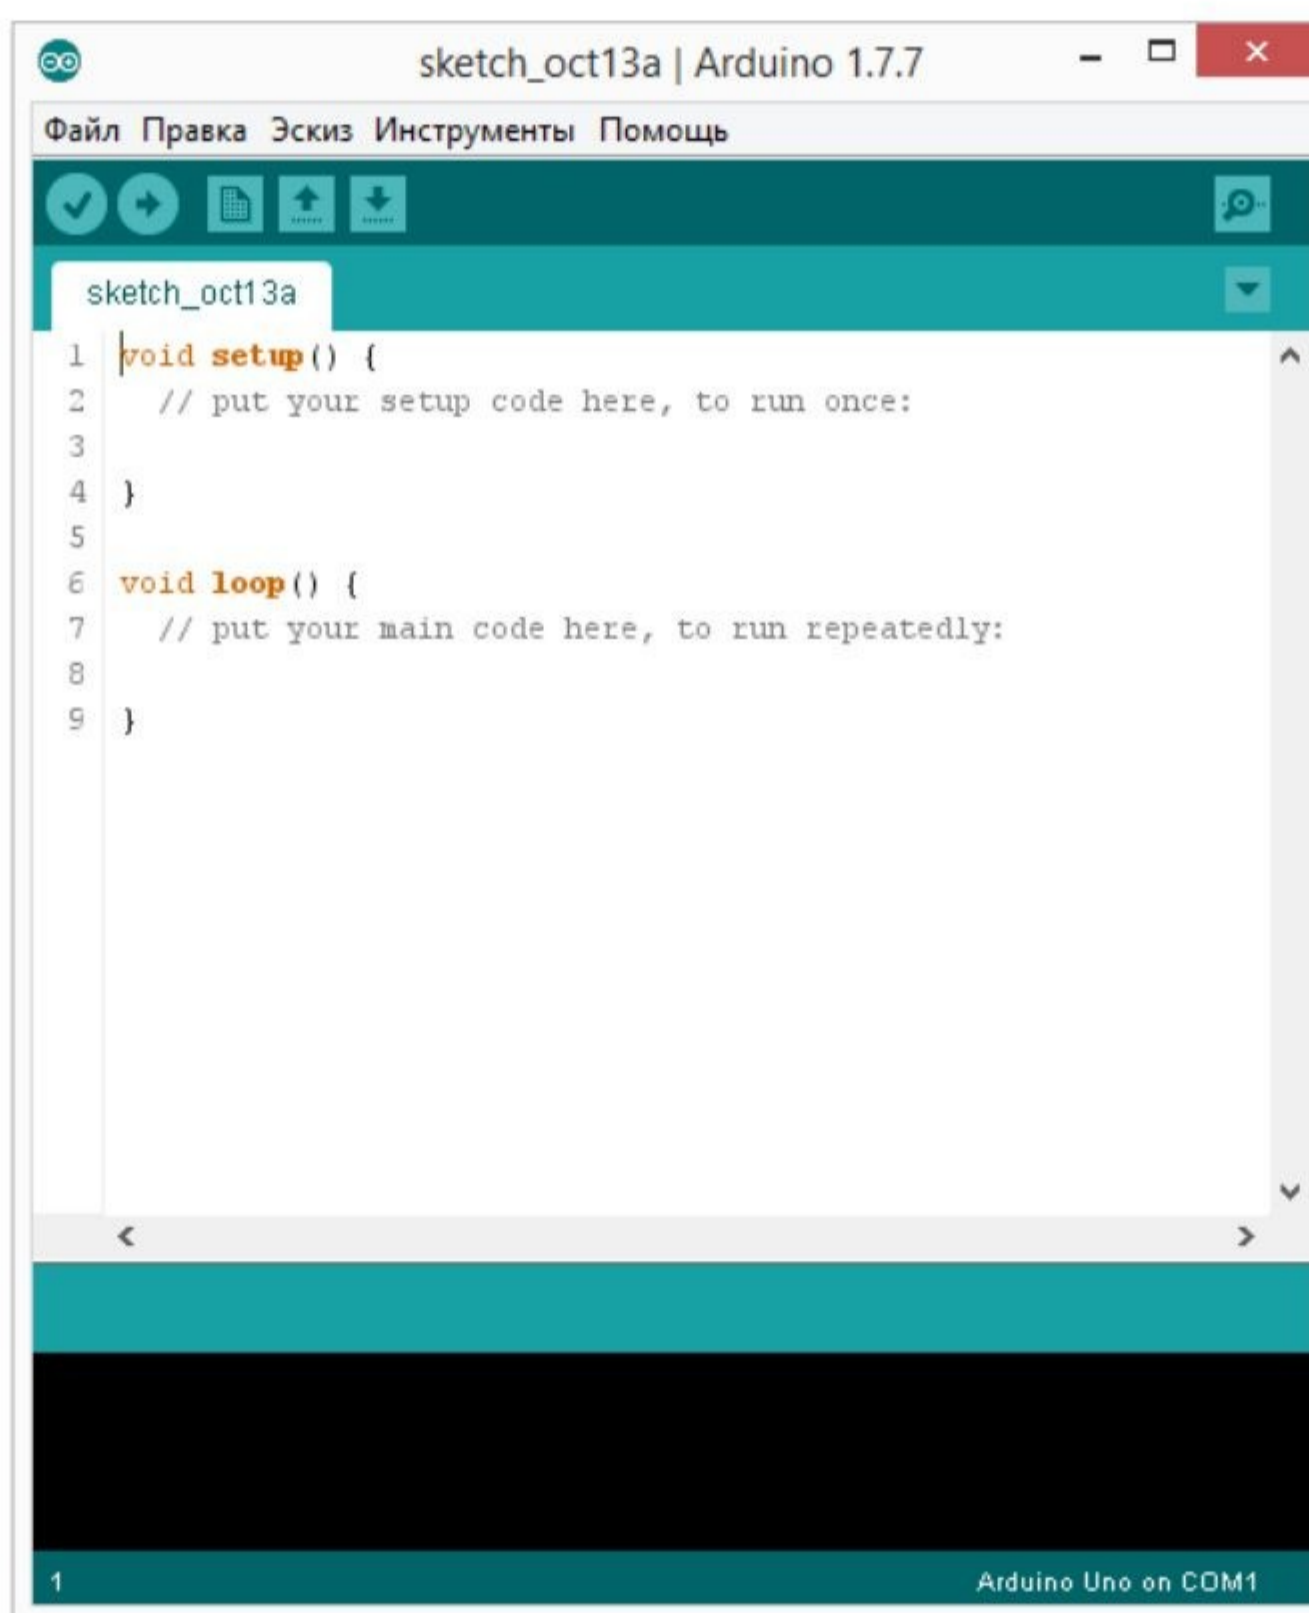 sketch_oct13a | Arduino 1.7.7
Файл Правка Эскиз Инструменты Помощь
sketch_oct13a
1 void setup() {
2 // put your setup code here, to run once:
3
4 }
5
6 void loop() {
7 // put your main code here, to run repeatedly:
8
9 }
1 Arduino Uno on COM1